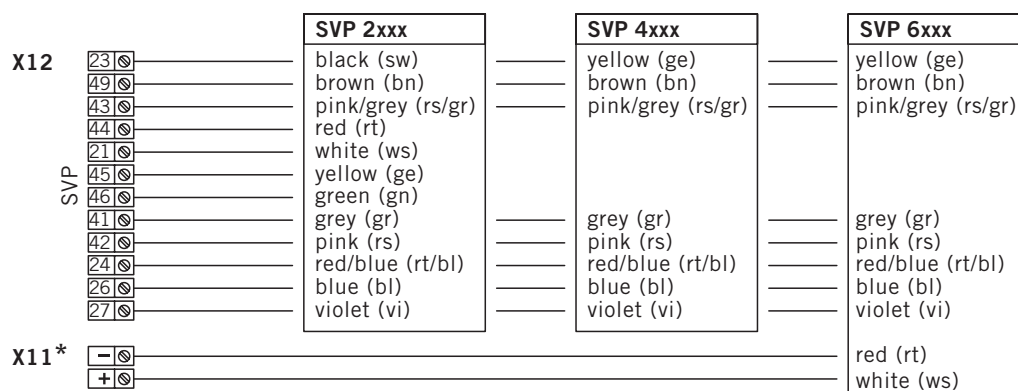 SVP 2xxx SVP 4xxx SVP 6xxx
X12 23 black (sw) yellow (ge) yellow (ge)
49 brown (bn) brown (bn) brown (bn)
43 pink/grey (rs/gr) pink/grey (rs/gr) pink/grey (rs/gr)
44 red (rt)
21 white (ws)
SVP
45 yellow (ge)
46 green (gn)
41 grey (gr) grey (gr) grey (gr)
42 pink (rs) pink (rs) pink (rs)
24 red/blue (rt/bl) red/blue (rt/bl) red/blue (rt/bl)
26 blue (bl) blue (bl) blue (bl)
27 violet (vi) violet (vi) violet (vi)
X11* − red (rt)
+ white (ws)